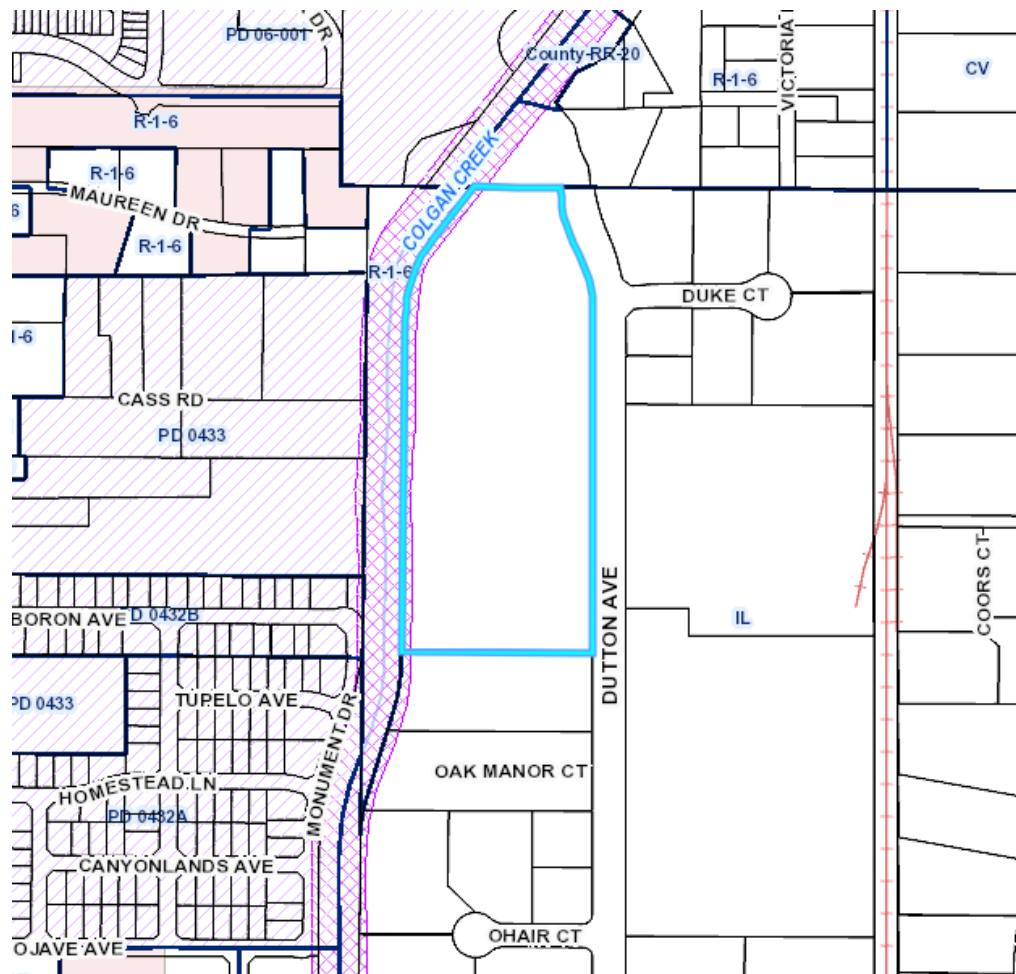 PD 06-001
DR
County-RR-20
R-1-6
VICTORIA
CV
R-1-6
R-1-6
MAUREEN DR
6
R-1-6
COLGAN CREEK
R-1-6
DUKE CT
1-6
CASS RD
PD 0433
COORS CT
BORON AVE
D 0432B
IL
DUTTON AVE
PD 0433
TUPELO AVE
MONUMENT DR
HOMESTEAD LN
OAK MANOR CT
PD 0432A
CANYONLANDS AVE
OJAVE AVE
OHAIR CT